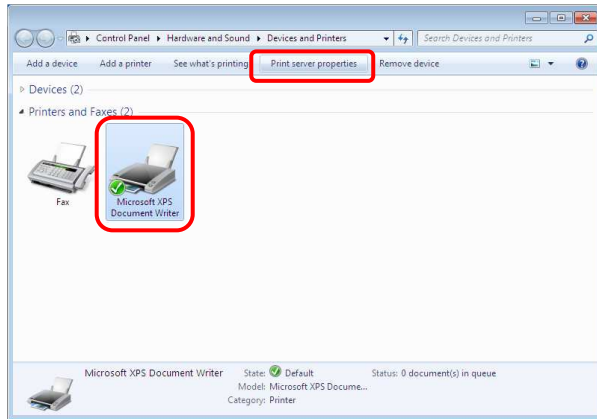 Control Panel ▸ Hardware and Sound ▸ Devices and Printers
Search Devices and Printers
Add a device Add a printer See what's printing Print server properties Remove device
Devices (2)
Printers and Faxes (2)
Fax
Microsoft XPS
Document Writer
Microsoft XPS Document Writer State: Default Status: 0 document(s) in queue
Model: Microsoft XPS Docume...
Category: Printer